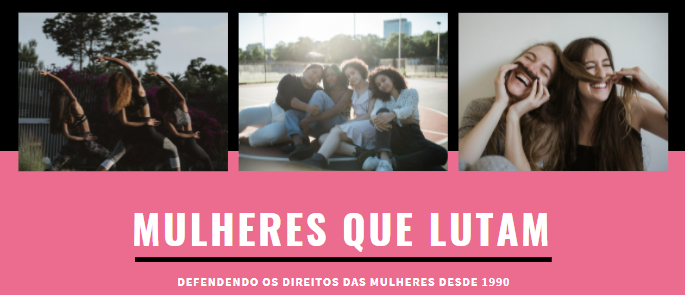 MULHERES QUE LUTAM
DEFENDENDO OS DIREITOS DAS MULHERES DESDE 1990